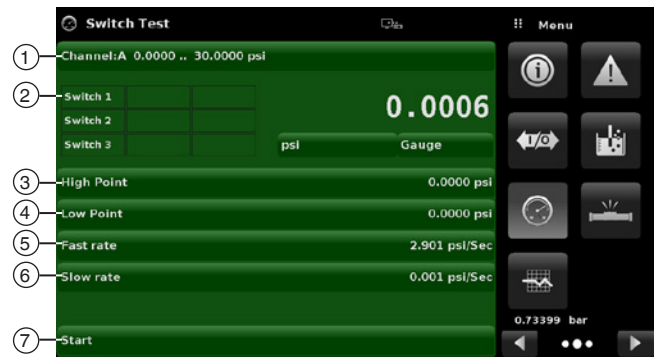 Switch Test
Menu
1 Channel:A 0.0000 .. 30.0000 psi
2 Switch 1
0.0006
Switch 2
Switch 3
psi Gauge
3 High Point 0.0000 psi
4 Low Point 0.0000 psi
5 Fast rate 2.901 psi/Sec
6 Slow rate 0.001 psi/Sec
7 Start
I/O
0.73399 bar